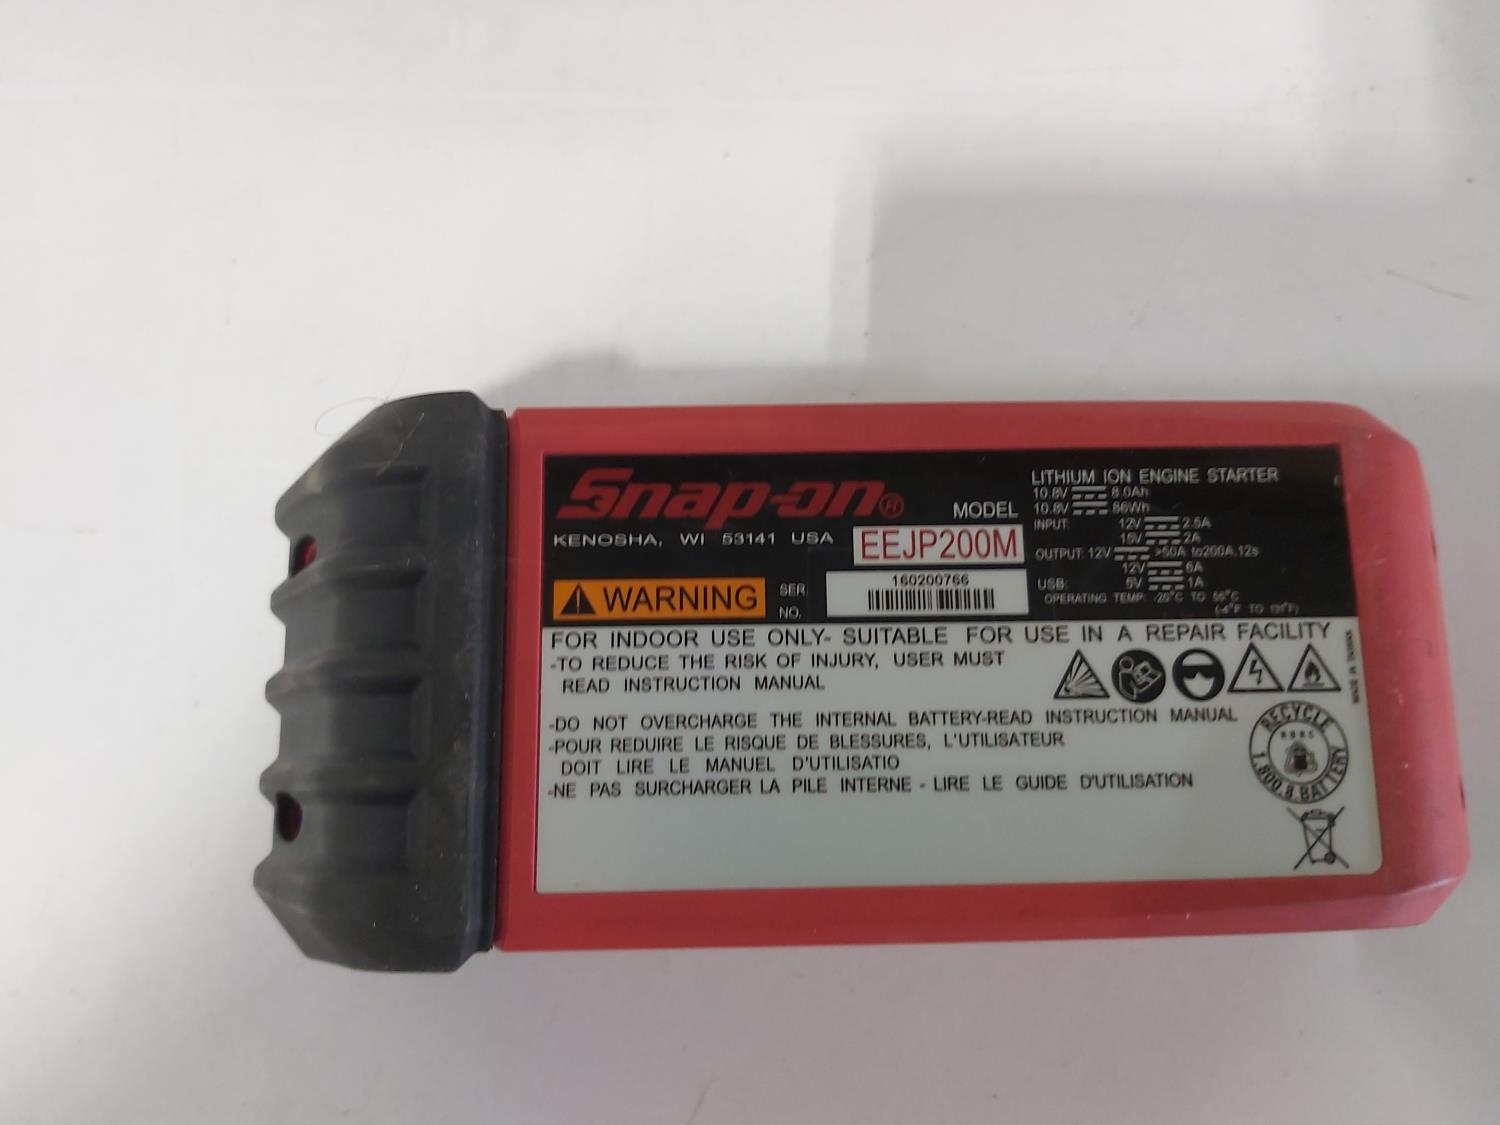 Snap-on®
KENOSHA, WI 53141 USA
MODEL
EEJP200M
WARNING
SER.
NO.
160200766
LITHIUM ION ENGINE STARTER
10.8V 8.0Ah
10.8V 86Wh
INPUT: 12V 2.5A
15V 2A
OUTPUT: 12V >50A to200A,12s
12V 6A
USB: 5V 1A
OPERATING TEMP: -20°C TO 55°C
(-4°F TO 131°F)
FOR INDOOR USE ONLY- SUITABLE FOR USE IN A REPAIR FACILITY
-TO REDUCE THE RISK OF INJURY, USER MUST
READ INSTRUCTION MANUAL
-DO NOT OVERCHARGE THE INTERNAL BATTERY-READ INSTRUCTION MANUAL
-POUR REDUIRE LE RISQUE DE BLESSURES, L'UTILISATEUR
DOIT LIRE LE MANUEL D'UTILISATIO
-NE PAS SURCHARGER LA PILE INTERNE - LIRE LE GUIDE D'UTILISATION
MADE IN TAIWAN
RECYCLE
RBRC
1.800.8.BATTERY